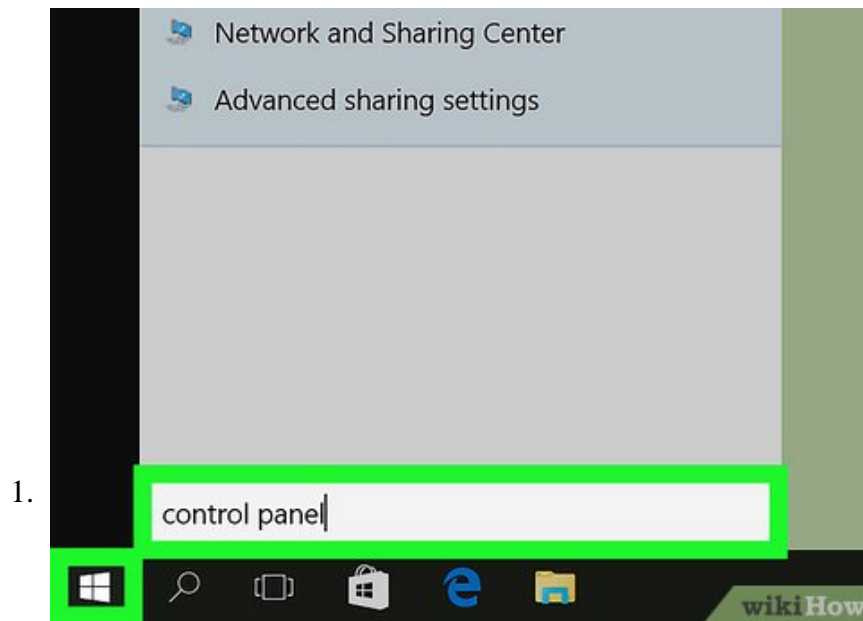 Network and Sharing Center
Advanced sharing settings
1.
control panel
wikiHow